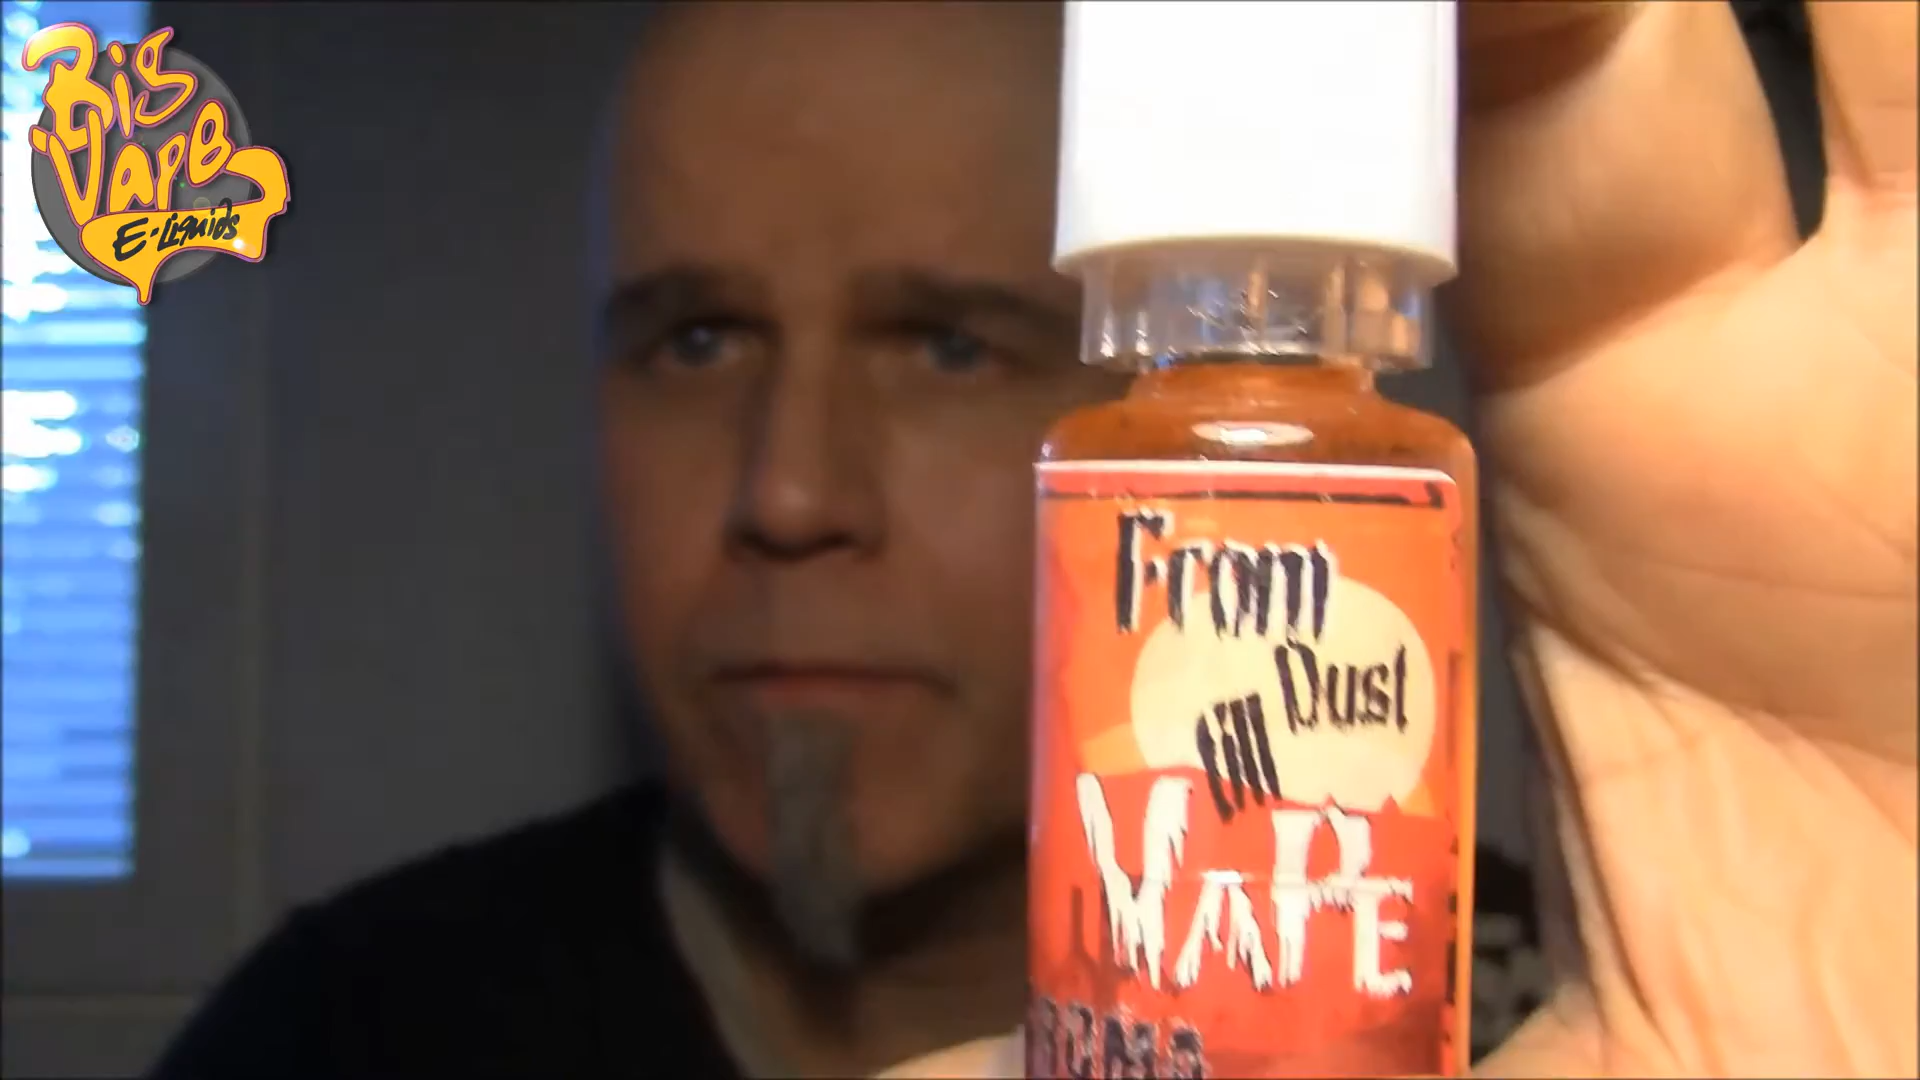 Big
Vape
E-Liquids
From
Dust
till
VAPE